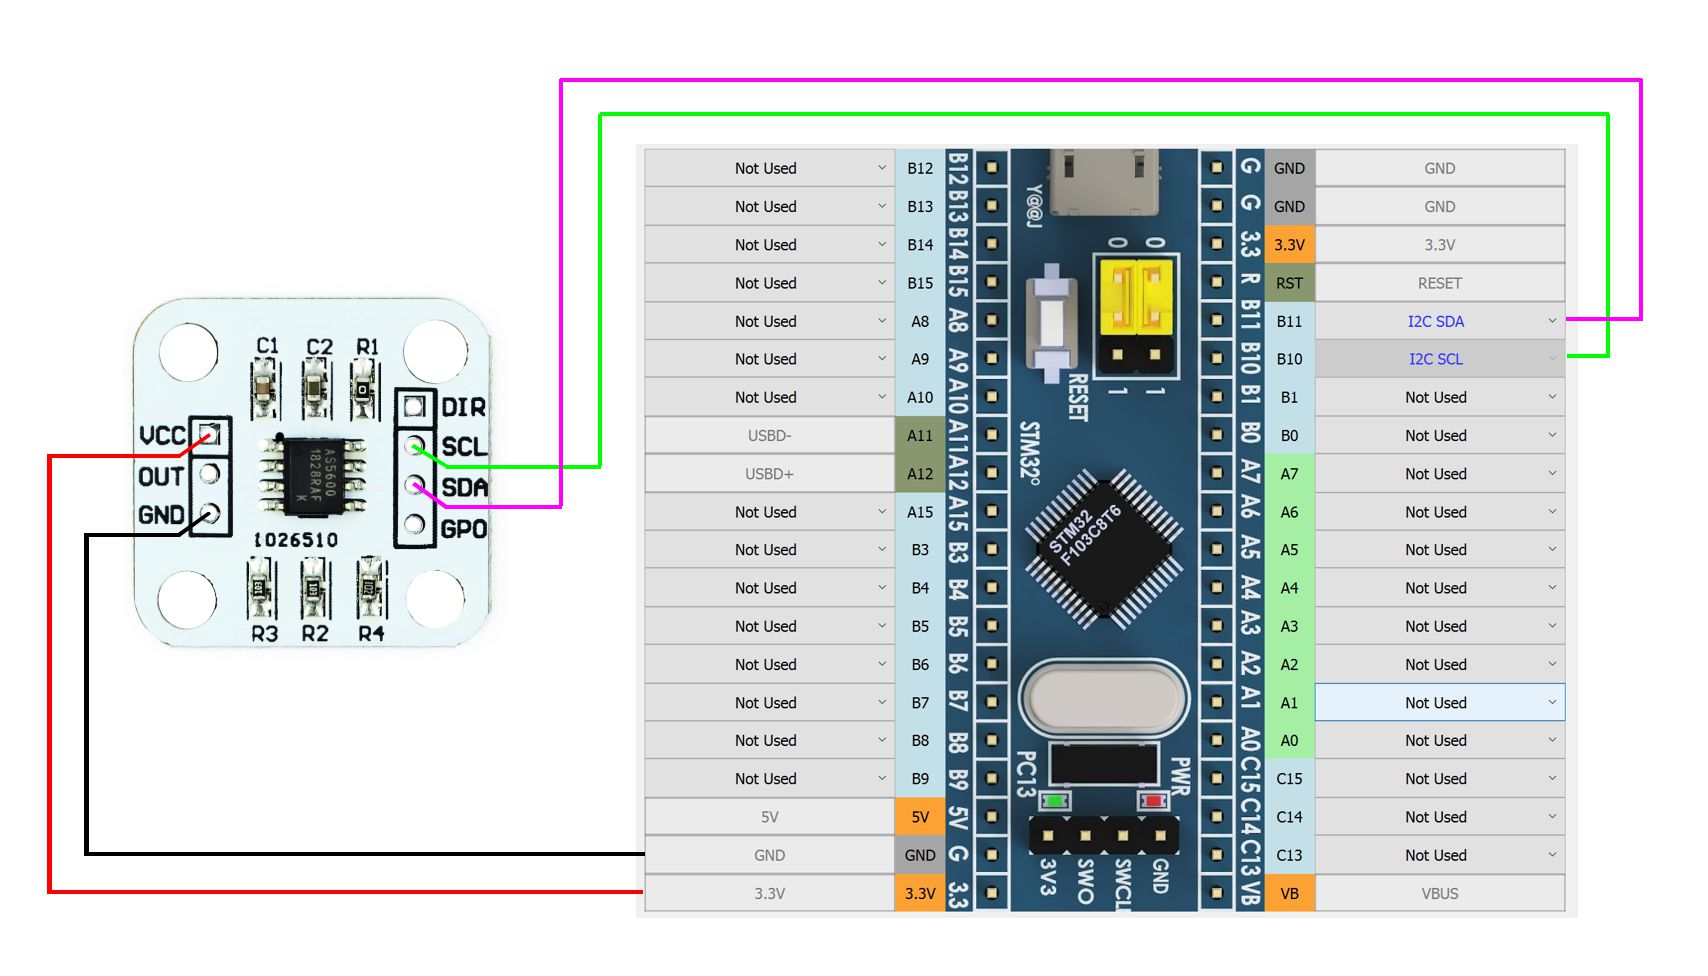 C1 C2 R1
DIR
VCC
SCL
OUT
SDA
GND
GPO
AS5600
1828RAF
K
1026510
R3 R2 R4
Not Used B12 B12 G GND GND
Not Used B13 B13 G GND GND
Not Used B14 B14 3.3 3.3V 3.3V
Not Used B15 B15 R RST RESET
Not Used A8 A8 B11 B11 I2C SDA
Not Used A9 A9 B10 B10 I2C SCL
Not Used A10 A10 B1 B1 Not Used
USBD- A11 A11 B0 B0 Not Used
USBD+ A12 A12 A7 A7 Not Used
Not Used A15 A15 A6 A6 Not Used
Not Used B3 B3 A5 A5 Not Used
Not Used B4 B4 A4 A4 Not Used
Not Used B5 B5 A3 A3 Not Used
Not Used B6 B6 A2 A2 Not Used
Not Used B7 B7 A1 A1 Not Used
Not Used B8 B8 A0 A0 Not Used
Not Used B9 B9 C15 C15 Not Used
5V 5V 5V C14 C14 Not Used
GND GND G C13 C13 Not Used
3.3V 3.3V 3.3 VB VB VBUS
Y@@J
0 0
1 1
RESET
STM32°
STM32
F103C8T6
PC13
PWR
3V3 SWO SWCL GND